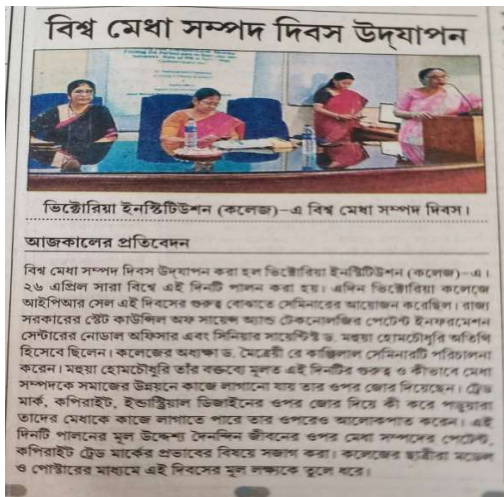 বিশ্ব মেধা সম্পদ দিবস উদ্‌যাপন
ভিক্টোরিয়া ইনস্টিটিউশন (কলেজ)-এ বিশ্ব মেধা সম্পদ দিবস।
আজকালের প্রতিবেদন
বিশ্ব মেধা সম্পদ দিবস উদ্‌যাপন করা হল ভিক্টোরিয়া ইনস্টিটিউশন (কলেজ)-এ।
২৬ এপ্রিল সারা বিশ্বে এই দিনটি পালন করা হয়। এদিন ভিক্টোরিয়া কলেজে
আইপিআর সেল এই দিবসের গুরুত্ব বোঝাতে সেমিনারের আয়োজন করেছিল। রাজ্য
সরকারের স্টেট কাউন্সিল অফ সায়েন্স অ্যান্ড টেকনোলজির পেটেন্ট ইনফরমেশন
সেন্টারের নোডাল অফিসার এবং সিনিয়র সায়েন্টিস্ট ড. মহুয়া হোমচৌধুরি অতিথি
হিসেবে ছিলেন। কলেজের অধ্যক্ষা ড. মৈত্রেয়ী রে কাঞ্জিলাল সেমিনারটি পরিচালনা
করেন। মহুয়া হোমচৌধুরি তাঁর বক্তব্যে মূলত এই দিনটির গুরুত্ব ও কীভাবে মেধা
সম্পদকে সমাজের উন্নয়নে কাজে লাগানো যায় তার ওপর জোর দিয়েছেন। ট্রেড
মার্ক, কপিরাইট, ইন্ডাস্ট্রিয়াল ডিজাইনের ওপর জোর দিয়ে কী করে পড়ুয়ারা
তাদের মেধাকে কাজে লাগাতে পারে তার ওপরেও আলোকপাত করেন। এই
দিনটি পালনের মূল উদ্দেশ্য দৈনন্দিন জীবনের ওপর মেধা সম্পদের পেটেন্ট,
কপিরাইট ট্রেড মার্কের প্রভাবের বিষয়ে সজাগ করা। কলেজের ছাত্রীরা মডেল
ও পোস্টারের মাধ্যমে এই দিবসের মূল লক্ষ্যকে তুলে ধরে।